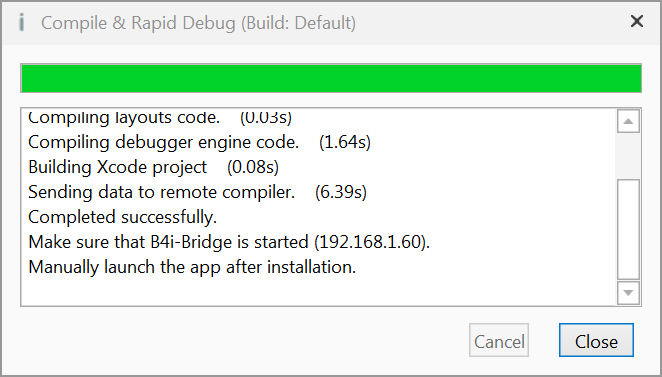 Compile & Rapid Debug (Build: Default)
Compiling layouts code. (0.03s)
Compiling debugger engine code. (1.64s)
Building Xcode project (0.08s)
Sending data to remote compiler. (6.39s)
Completed successfully.
Make sure that B4i-Bridge is started (192.168.1.60).
Manually launch the app after installation.
Cancel Close